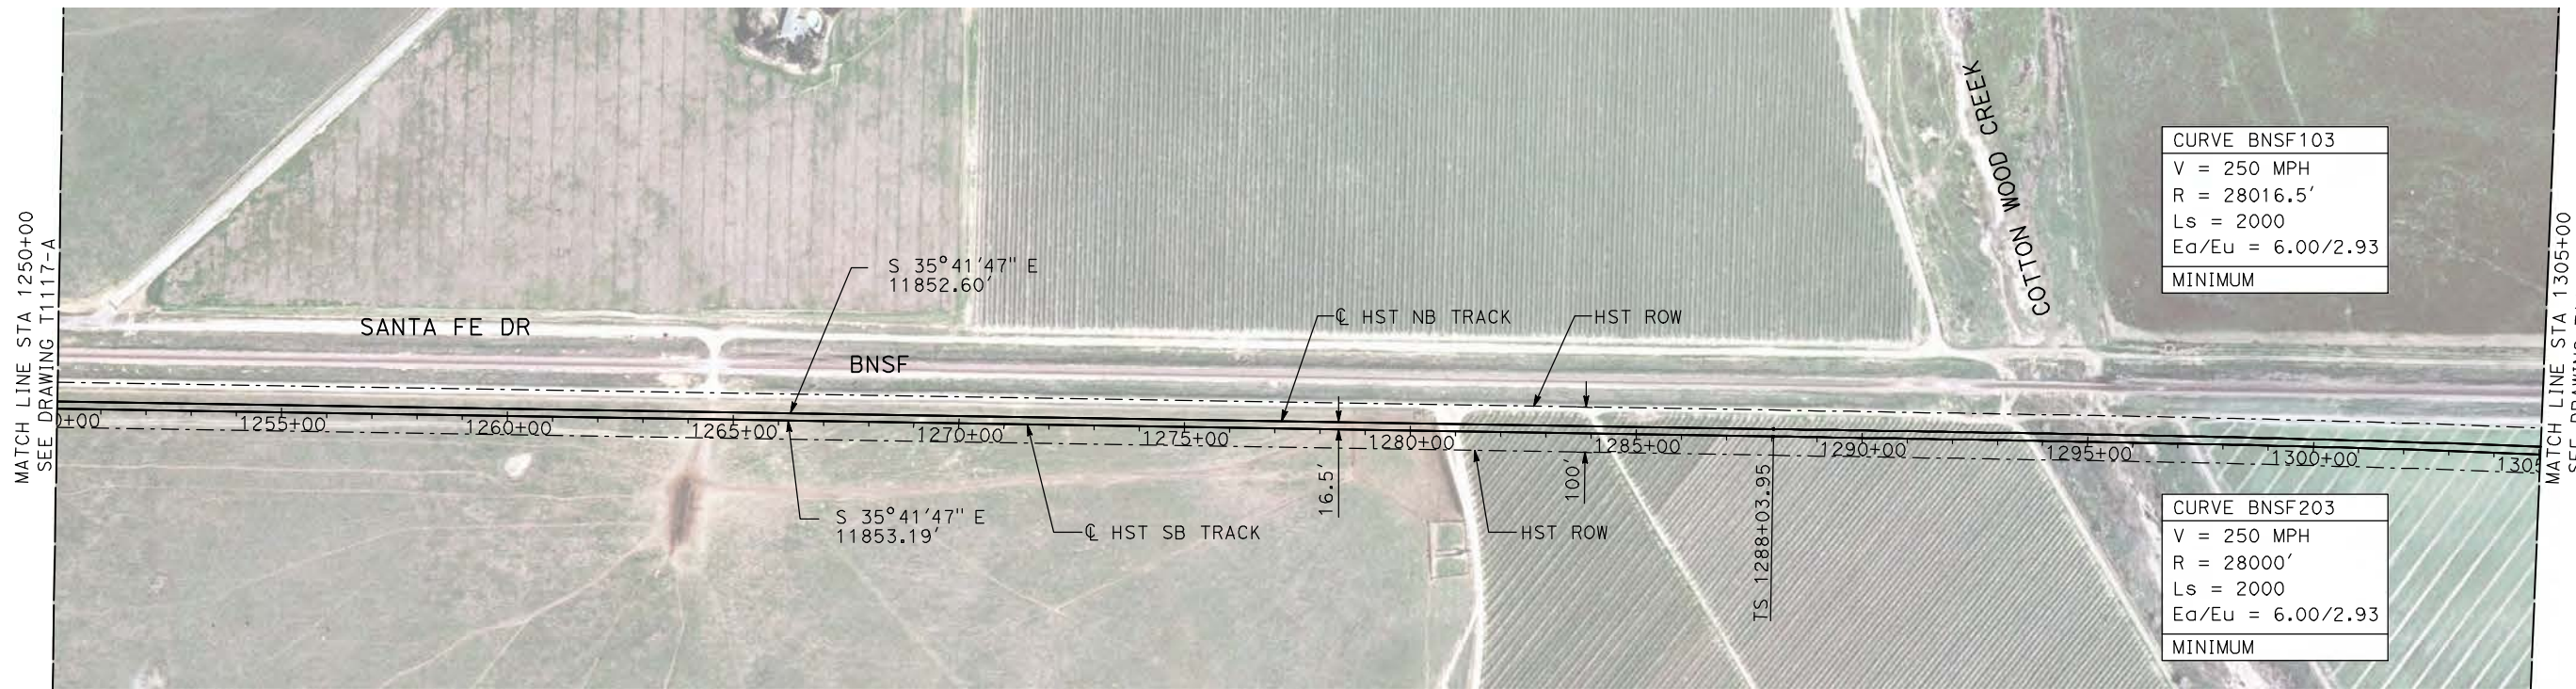 MATCH LINE STA 1250+00
SEE DRAWING T1117-A
SANTA FE DR
BNSF
S 35°41'47" E
11852.60'
℄ HST NB TRACK
HST ROW
COTTON WOOD CREEK
CURVE BNSF103
V = 250 MPH
R = 28016.5'
Ls = 2000
Ea/Eu = 6.00/2.93
MINIMUM
0+00
1255+00
1260+00
1265+00
1270+00
1275+00
1280+00
1285+00
1290+00
1295+00
1300+00
1305
S 35°41'47" E
11853.19'
℄ HST SB TRACK
16.5'
HST ROW
100'
TS 1288+03.95
CURVE BNSF203
V = 250 MPH
R = 28000'
Ls = 2000
Ea/Eu = 6.00/2.93
MINIMUM
MATCH LINE STA 1305+00
SEE DRAWING